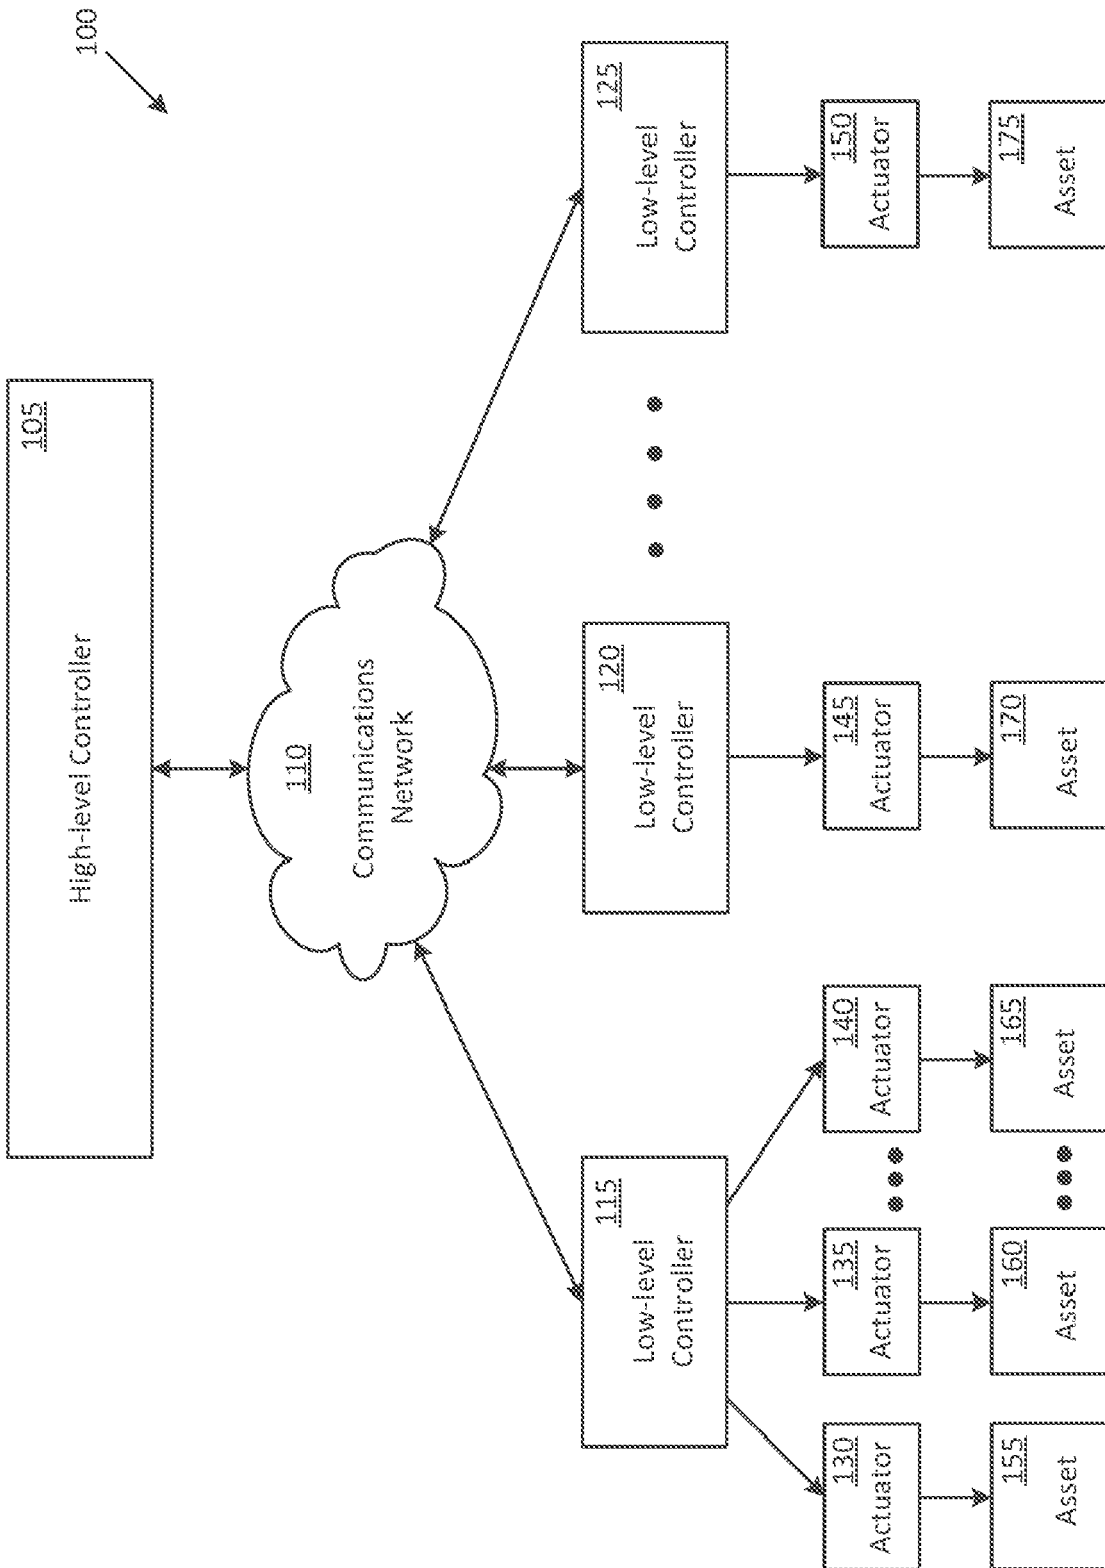 100
105
High-level Controller
110
Communications
Network
115
Low-level
Controller
120
Low-level
Controller
125
Low-level
Controller
130
Actuator
135
Actuator
140
Actuator
145
Actuator
150
Actuator
155
Asset
160
Asset
165
Asset
170
Asset
175
Asset